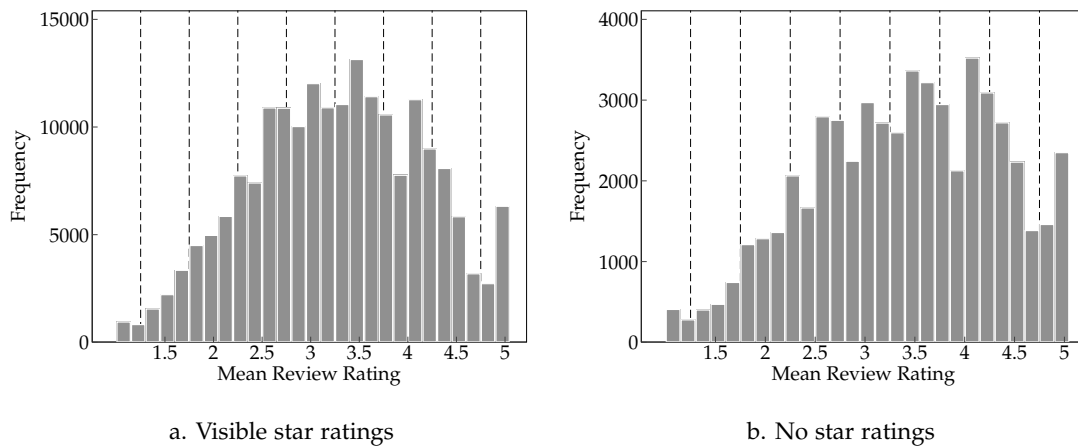 15000
10000
5000
0
Frequency
1.5 2 2.5 3 3.5 4 4.5 5
Mean Review Rating
a. Visible star ratings
4000
3000
2000
1000
0
Frequency
1.5 2 2.5 3 3.5 4 4.5 5
Mean Review Rating
b. No star ratings